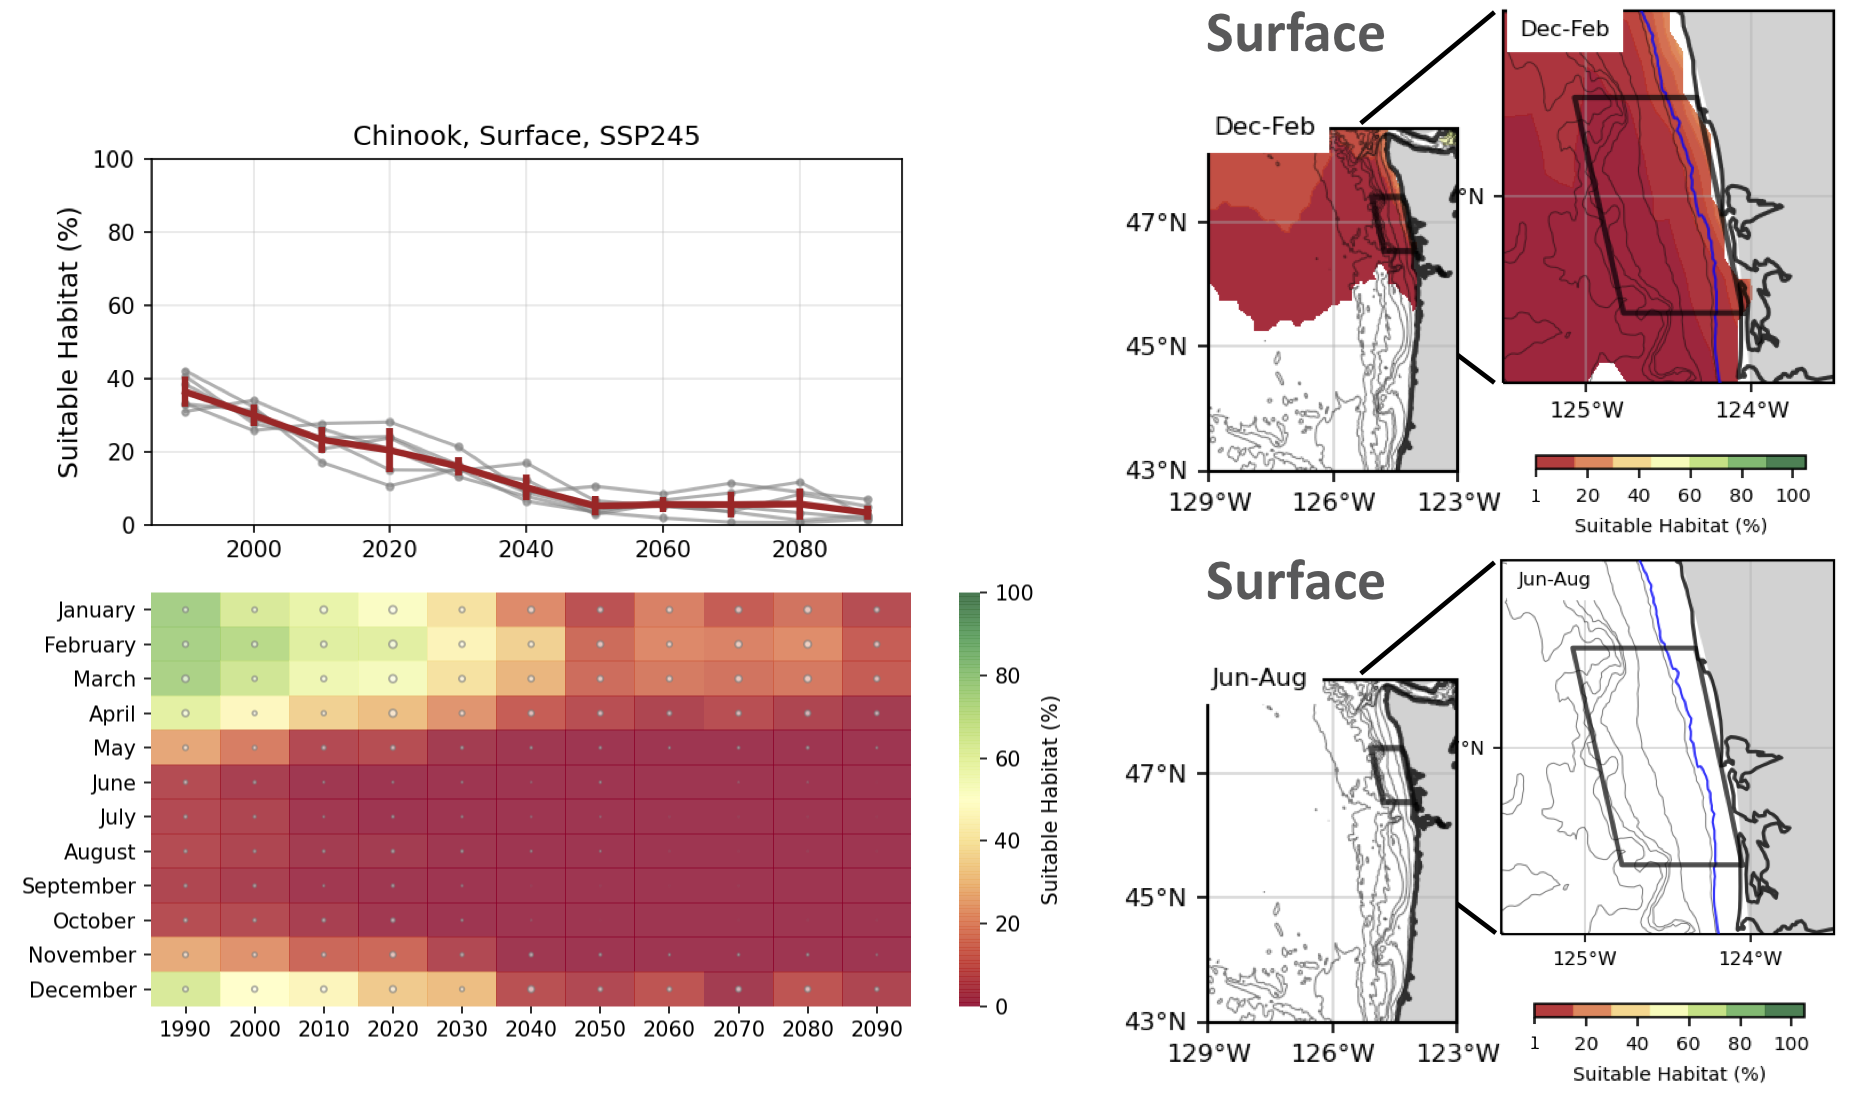 Chinook, Surface, SSP245
Suitable Habitat (%)
100
80
60
40
20
0
2000 2020 2040 2060 2080
January
February
March
April
May
June
July
August
September
October
November
December
1990 2000 2010 2020 2030 2040 2050 2060 2070 2080 2090
100
80
60
40
20
0
Suitable Habitat (%)
Surface
Dec-Feb
47°N
45°N
43°N
129°W 126°W 123°W
Dec-Feb
°N
125°W 124°W
1 20 40 60 80 100
Suitable Habitat (%)
Surface
Jun-Aug
47°N
45°N
43°N
129°W 126°W 123°W
Jun-Aug
°N
125°W 124°W
1 20 40 60 80 100
Suitable Habitat (%)